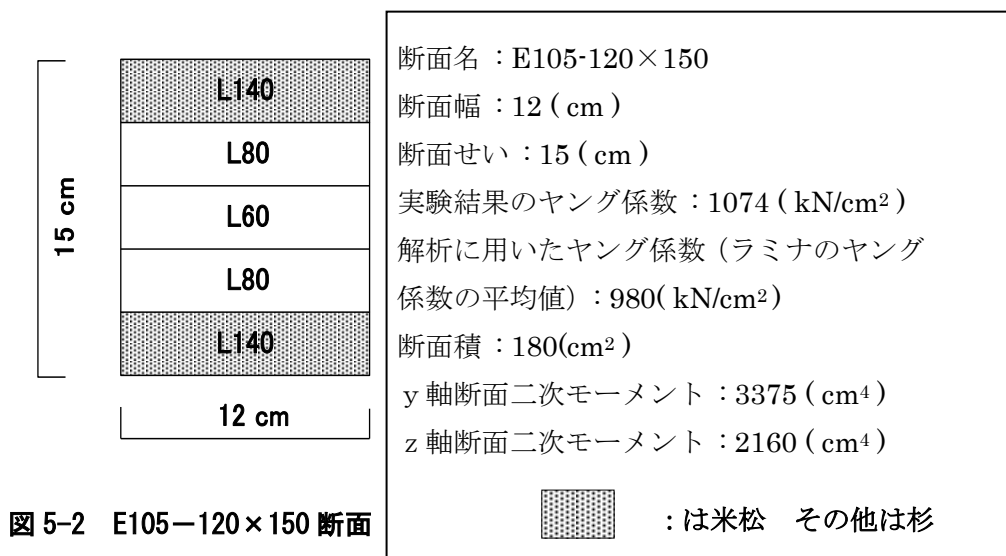 L140
L80
L60
L80
L140
15 cm
12 cm
図 5-2 E105－120×150 断面
断面名：E105-120×150
断面幅：12 ( cm )
断面せい：15 ( cm )
実験結果のヤング係数：1074 ( kN/cm² )
解析に用いたヤング係数（ラミナのヤング
係数の平均値）：980( kN/cm²)
断面積：180(cm² )
y 軸断面二次モーメント：3375 ( cm⁴ )
z 軸断面二次モーメント：2160 ( cm⁴ )
：は米松 その他は杉